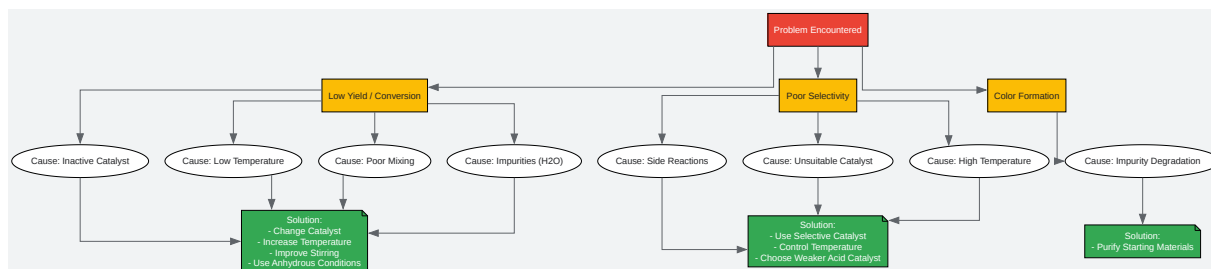 Problem Encountered
Low Yield / Conversion
Poor Selectivity
Color Formation
Cause: Inactive Catalyst
Cause: Low Temperature
Cause: Poor Mixing
Cause: Impurities (H2O)
Cause: Side Reactions
Cause: Unsuitable Catalyst
Cause: High Temperature
Cause: Impurity Degradation
Solution:
- Change Catalyst
- Increase Temperature
- Improve Stirring
- Use Anhydrous Conditions
Solution:
- Use Selective Catalyst
- Control Temperature
- Choose Weaker Acid Catalyst
Solution:
- Purify Starting Materials